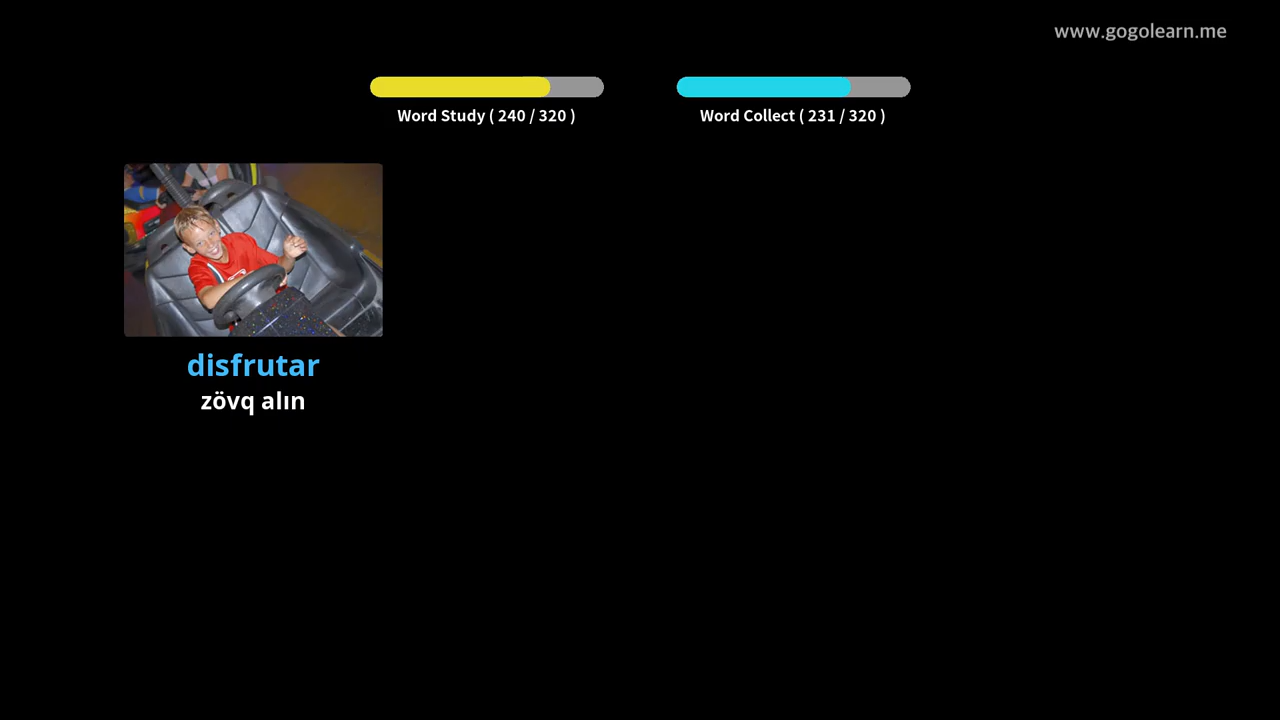 www.gogolearn.me
Word Study ( 240 / 320 )
Word Collect ( 231 / 320 )
disfrutar
zövq alın